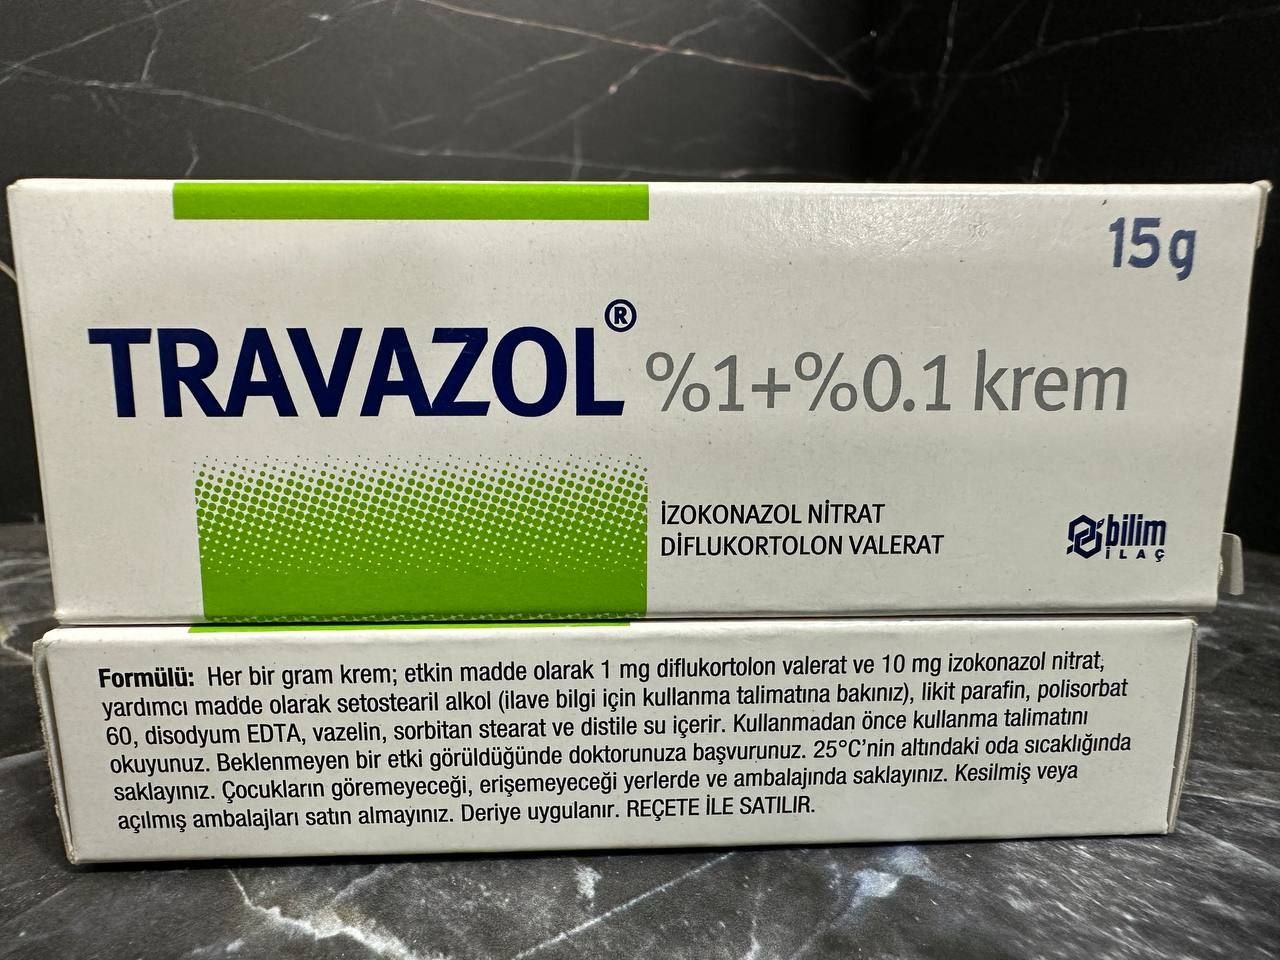 15 g
TRAVAZOL® %1+%0.1 krem
İZOKONAZOL NİTRAT
DİFLUKORTOLON VALERAT
bilim
İLAÇ
Formülü: Her bir gram krem; etkin madde olarak 1 mg diflukortolon valerat ve 10 mg izokonazol nitrat,
yardımcı madde olarak setostearil alkol (ilave bilgi için kullanma talimatına bakınız), likit parafin, polisorbat
60, disodyum EDTA, vazelin, sorbitan stearat ve distile su içerir. Kullanmadan önce kullanma talimatını
okuyunuz. Beklenmeyen bir etki görüldüğünde doktorunuza başvurunuz. 25°C'nin altındaki oda sıcaklığında
saklayınız. Çocukların göremeyeceği, erişemeyeceği yerlerde ve ambalajında saklayınız. Kesilmiş veya
açılmış ambalajları satın almayınız. Deriye uygulanır. REÇETE İLE SATILIR.